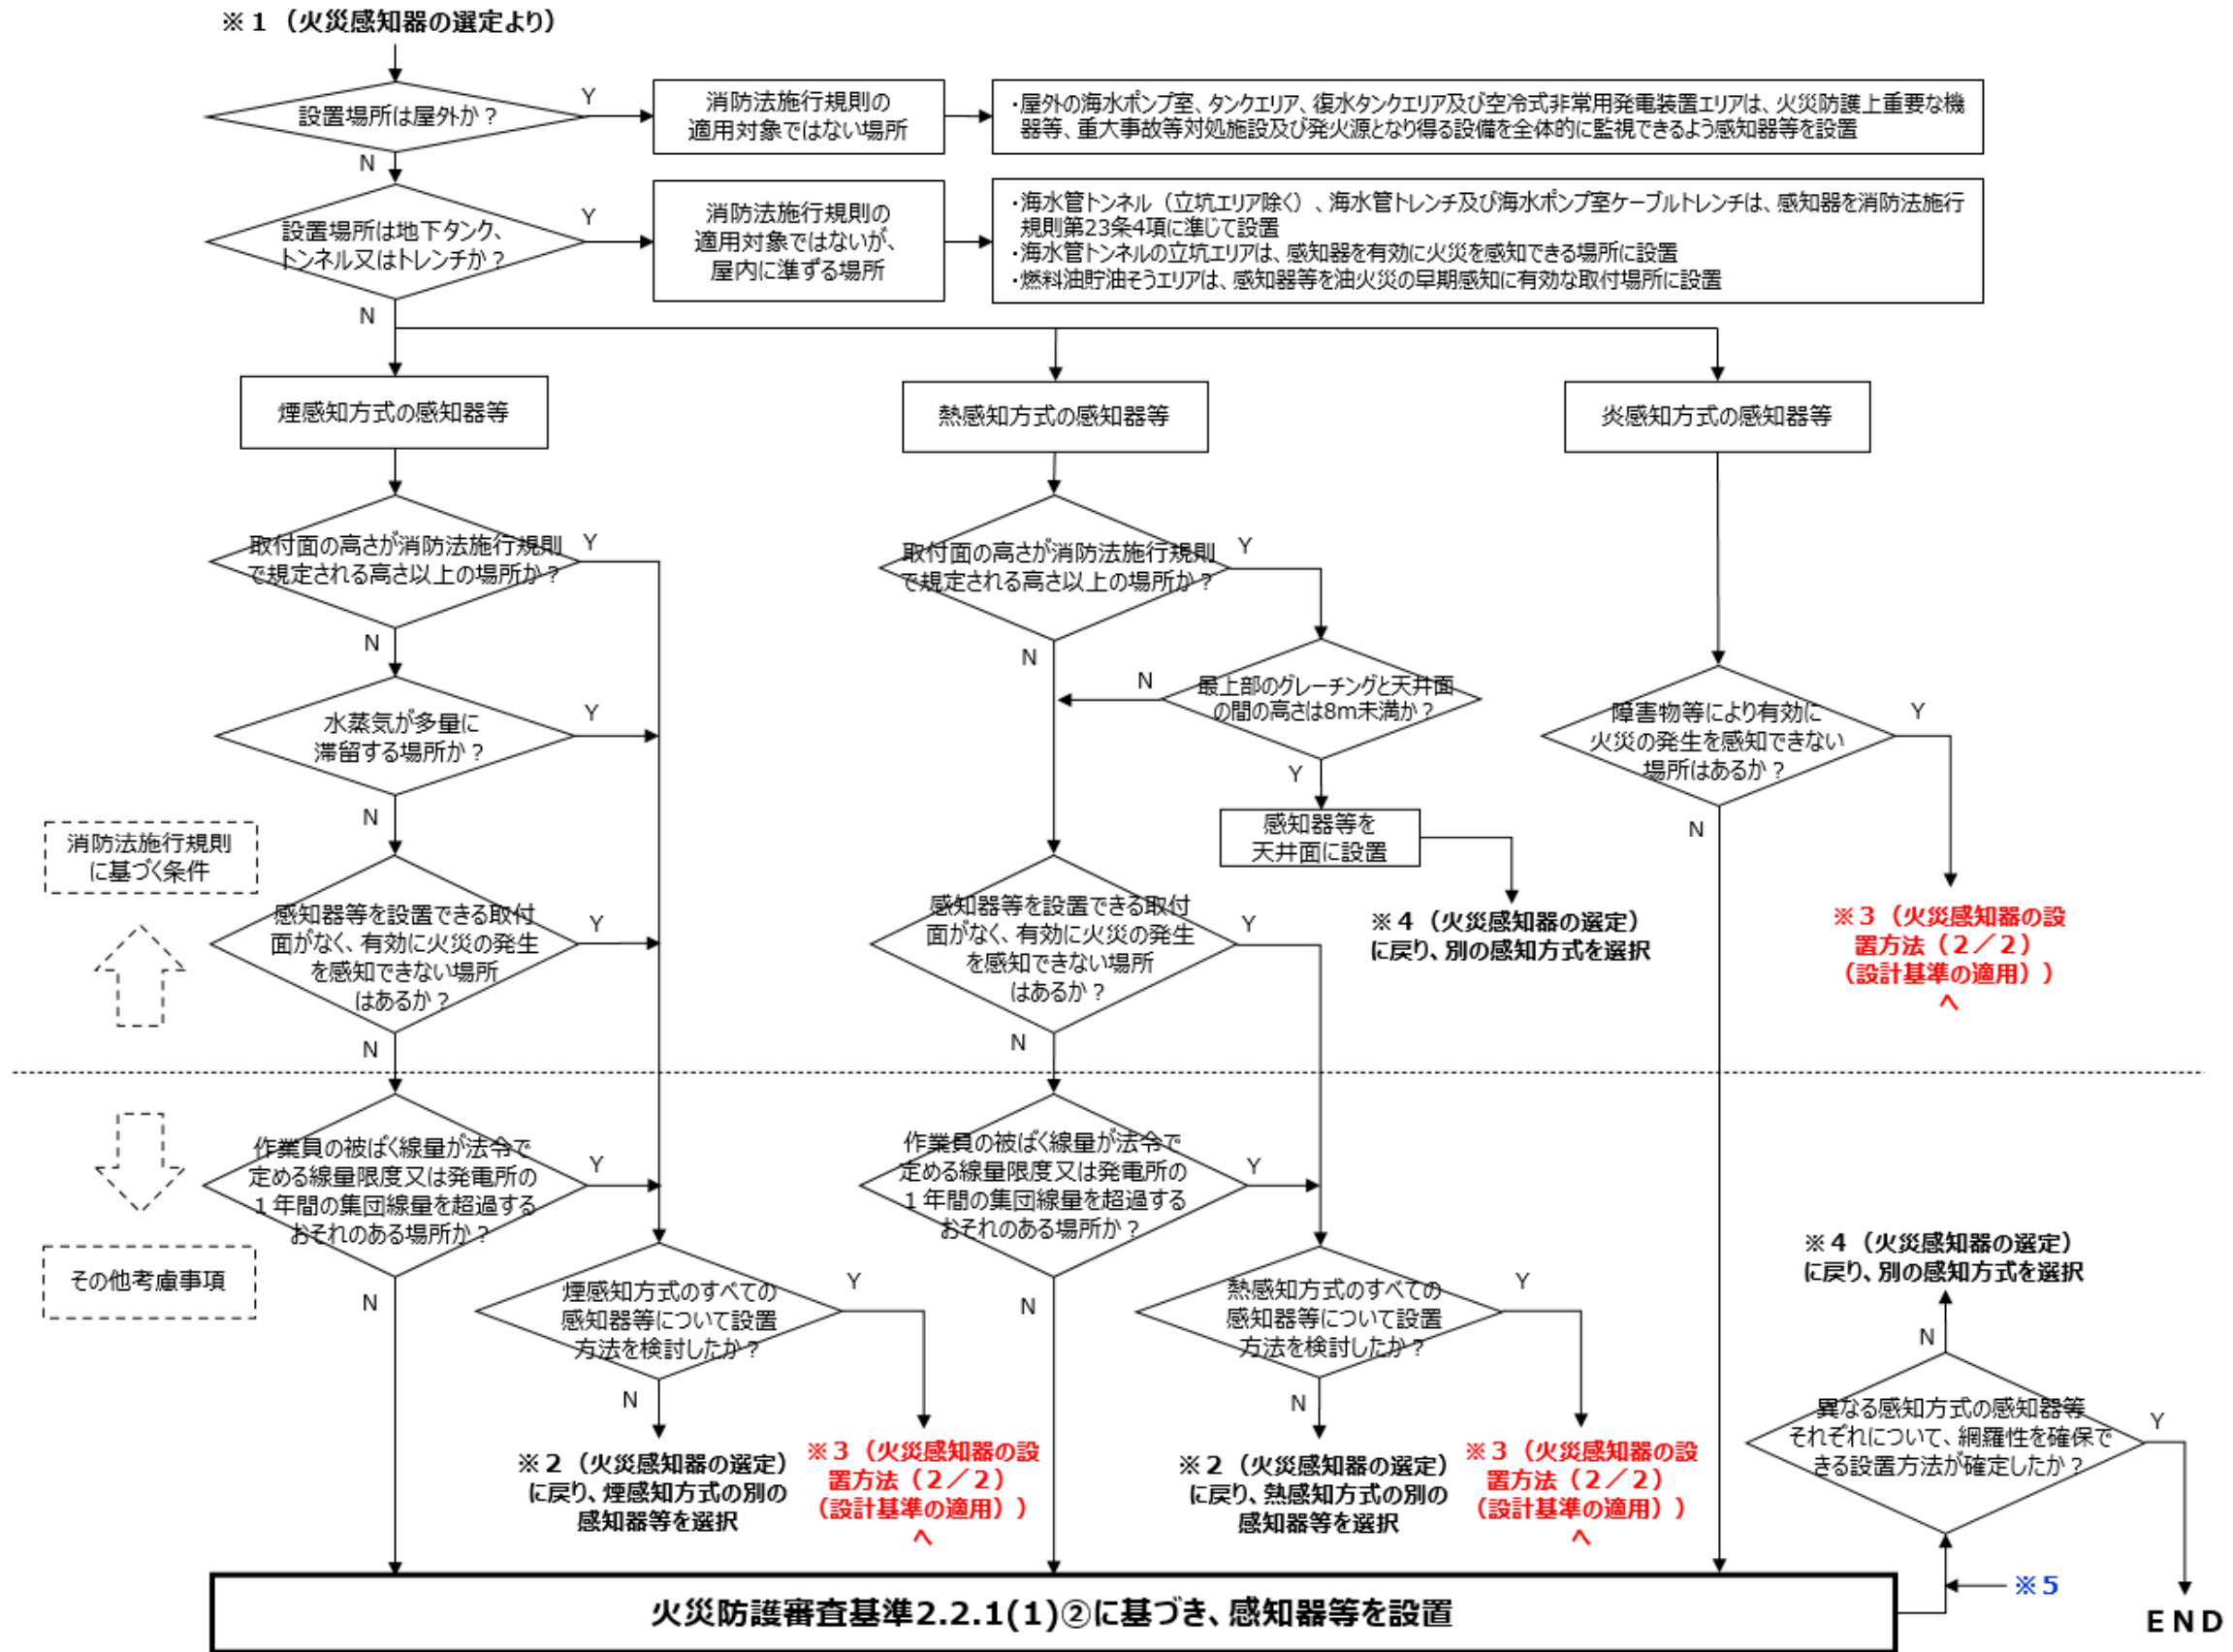 ※１（火災感知器の選定より）
設置場所は屋外か？
Y
N
消防法施行規則の
適用対象ではない場所
・屋外の海水ポンプ室、タンクエリア、復水タンクエリア及び空冷式非常用発電装置エリアは、火災防護上重要な機
器等、重大事故等対処施設及び発火源となり得る設備を全体的に監視できるよう感知器等を設置
設置場所は地下タンク、
トンネル又はトレンチか？
Y
N
消防法施行規則の
適用対象ではないが、
屋内に準ずる場所
・海水管トンネル（立坑エリア除く）、海水管トレンチ及び海水ポンプ室ケーブルトレンチは、感知器を消防法施行
規則第23条4項に準じて設置
・海水管トンネルの立坑エリアは、感知器を有効に火災を感知できる場所に設置
・燃料油貯油そうエリアは、感知器等を油火災の早期感知に有効な取付場所に設置
煙感知方式の感知器等
熱感知方式の感知器等
炎感知方式の感知器等
取付面の高さが消防法施行規則
で規定される高さ以上の場所か？
Y
N
水蒸気が多量に
滞留する場所か？
Y
N
消防法施行規則
に基づく条件
感知器等を設置できる取付
面がなく、有効に火災の発生
を感知できない場所
はあるか？
Y
N
取付面の高さが消防法施行規則
で規定される高さ以上の場所か？
Y
N
最上部のグレーチングと天井面
の間の高さは8m未満か？
N
Y
感知器等を
天井面に設置
※４（火災感知器の選定）
に戻り、別の感知方式を選択
感知器等を設置できる取付
面がなく、有効に火災の発生
を感知できない場所
はあるか？
Y
N
障害物等により有効に
火災の発生を感知できない
場所はあるか？
Y
N
※３（火災感知器の設
置方法（２／２）
（設計基準の適用））
へ
その他考慮事項
作業員の被ばく線量が法令で
定める線量限度又は発電所の
１年間の集団線量を超過する
おそれのある場所か？
Y
N
煙感知方式のすべての
感知器等について設置
方法を検討したか？
Y
N
※２（火災感知器の選定）
に戻り、煙感知方式の別の
感知器等を選択
※３（火災感知器の設
置方法（２／２）
（設計基準の適用））
へ
作業員の被ばく線量が法令で
定める線量限度又は発電所の
１年間の集団線量を超過する
おそれのある場所か？
Y
N
熱感知方式のすべての
感知器等について設置
方法を検討したか？
Y
N
※２（火災感知器の選定）
に戻り、熱感知方式の別の
感知器等を選択
※３（火災感知器の設
置方法（２／２）
（設計基準の適用））
へ
※４（火災感知器の選定）
に戻り、別の感知方式を選択
N
異なる感知方式の感知器等
それぞれについて、網羅性を確保で
きる設置方法が確定したか？
Y
※５
END
火災防護審査基準2.2.1(1)②に基づき、感知器等を設置